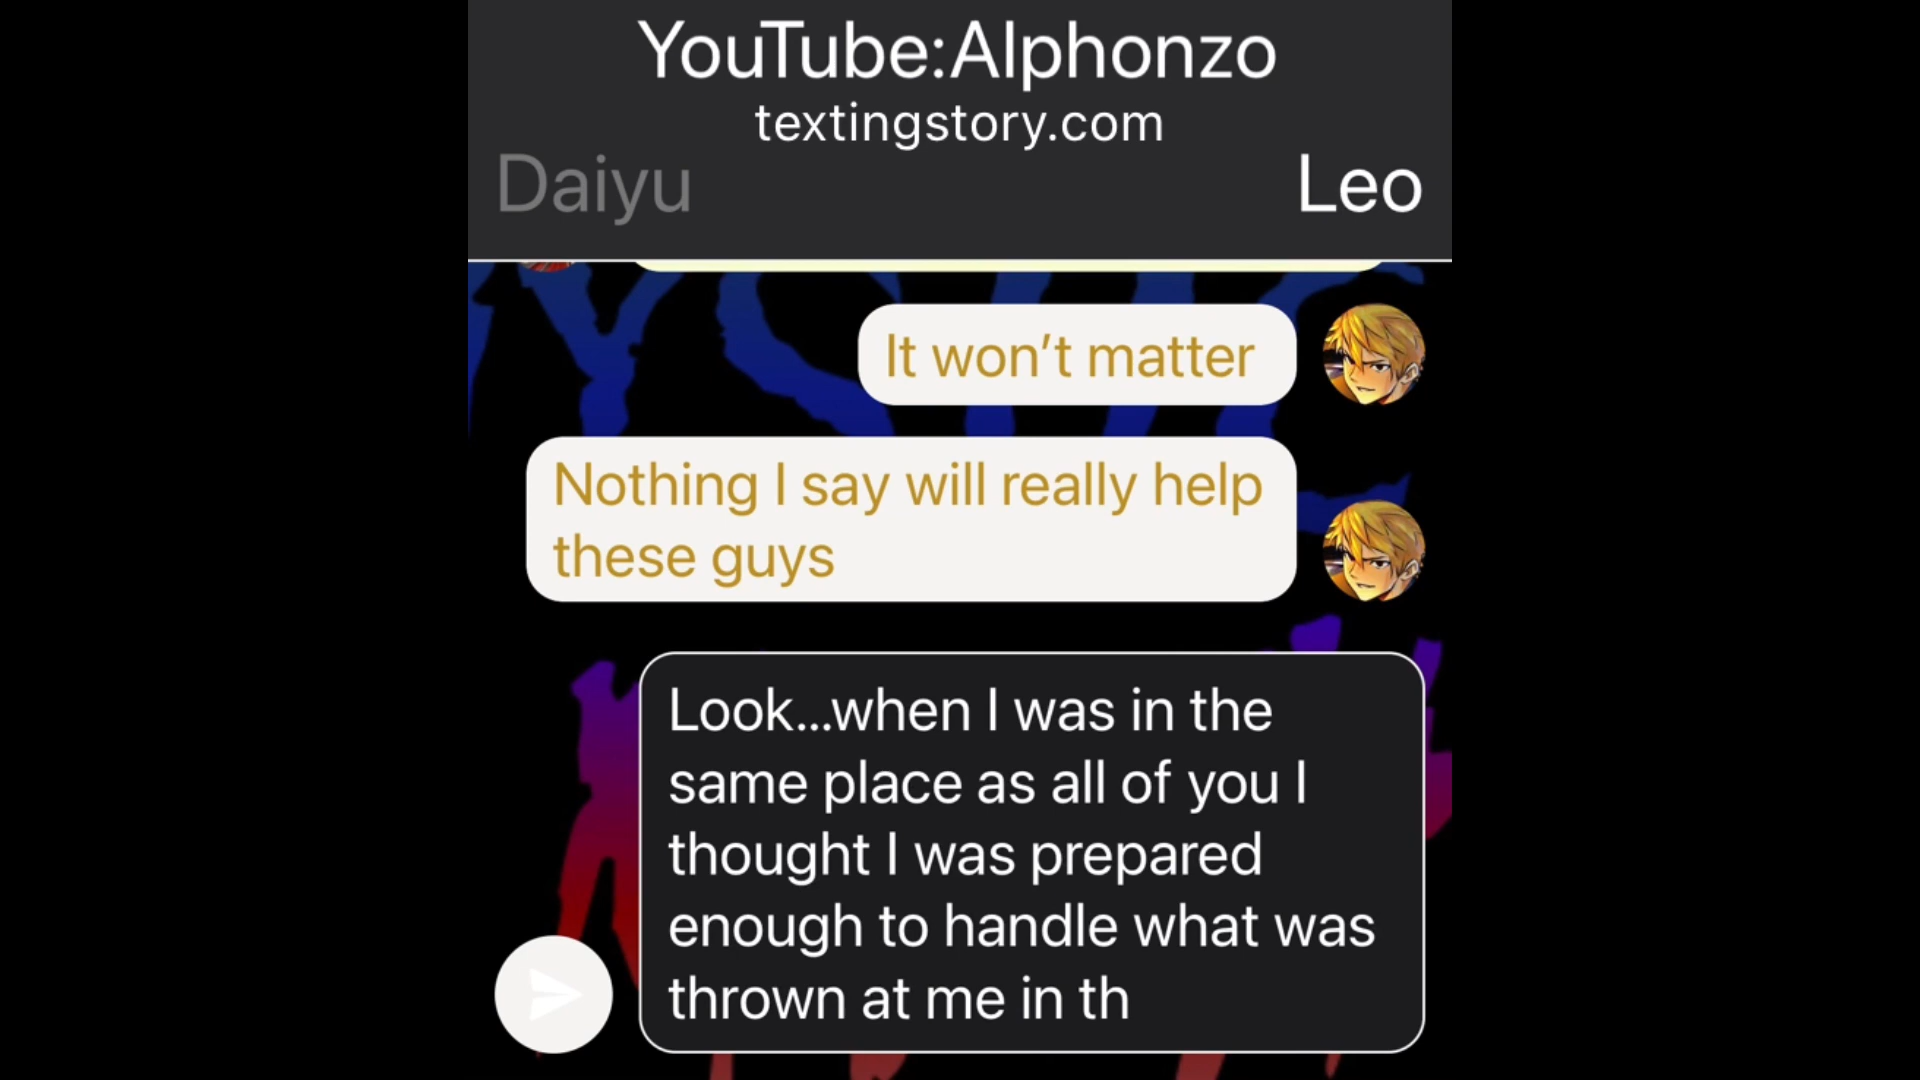 YouTube:Alphonzo
textingstory.com
Daiyu
Leo
It won’t matter
Nothing I say will really help
these guys
Look...when I was in the
same place as all of you I
thought I was prepared
enough to handle what was
thrown at me in th